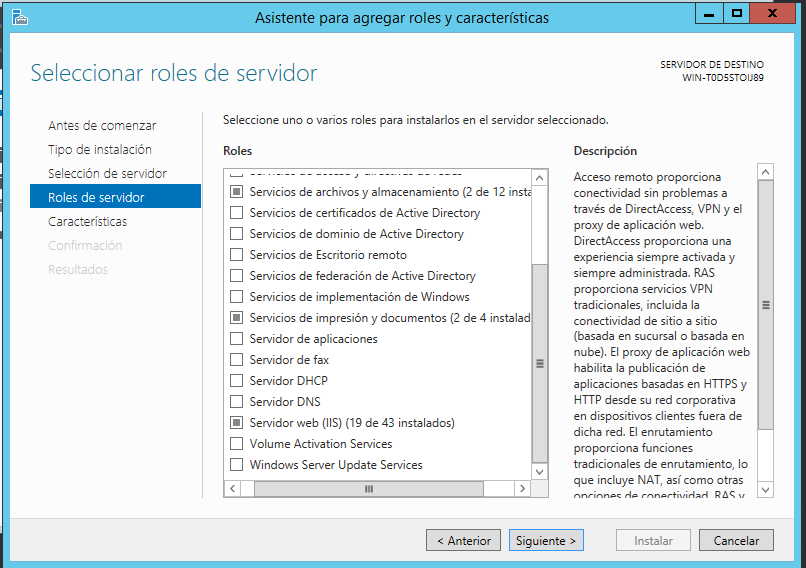 Asistente para agregar roles y características
Seleccionar roles de servidor
SERVIDOR DE DESTINO
WIN-T0D5STOIJ89
Antes de comenzar
Tipo de instalación
Selección de servidor
Roles de servidor
Características
Confirmación
Resultados
Seleccione uno o varios roles para instalarlos en el servidor seleccionado.
Roles
Servicios de acceso y directivas de redes
Servicios de archivos y almacenamiento (2 de 12 insta
Servicios de certificados de Active Directory
Servicios de dominio de Active Directory
Servicios de Escritorio remoto
Servicios de federación de Active Directory
Servicios de implementación de Windows
Servicios de impresión y documentos (2 de 4 instalad
Servidor de aplicaciones
Servidor de fax
Servidor DHCP
Servidor DNS
Servidor web (IIS) (19 de 43 instalados)
Volume Activation Services
Windows Server Update Services
Descripción
Acceso remoto proporciona
conectividad sin problemas a
través de DirectAccess, VPN y el
proxy de aplicación web.
DirectAccess proporciona una
experiencia siempre activada y
siempre administrada. RAS
proporciona servicios VPN
tradicionales, incluida la
conectividad de sitio a sitio
(basada en sucursal o basada en
nube). El proxy de aplicación web
habilita la publicación de
aplicaciones basadas en HTTPS y
HTTP desde su red corporativa
en dispositivos clientes fuera de
dicha red. El enrutamiento
proporciona funciones
tradicionales de enrutamiento, lo
que incluye NAT, así como otras
opciones de conectividad. RAS y
< Anterior
Siguiente >
Instalar
Cancelar